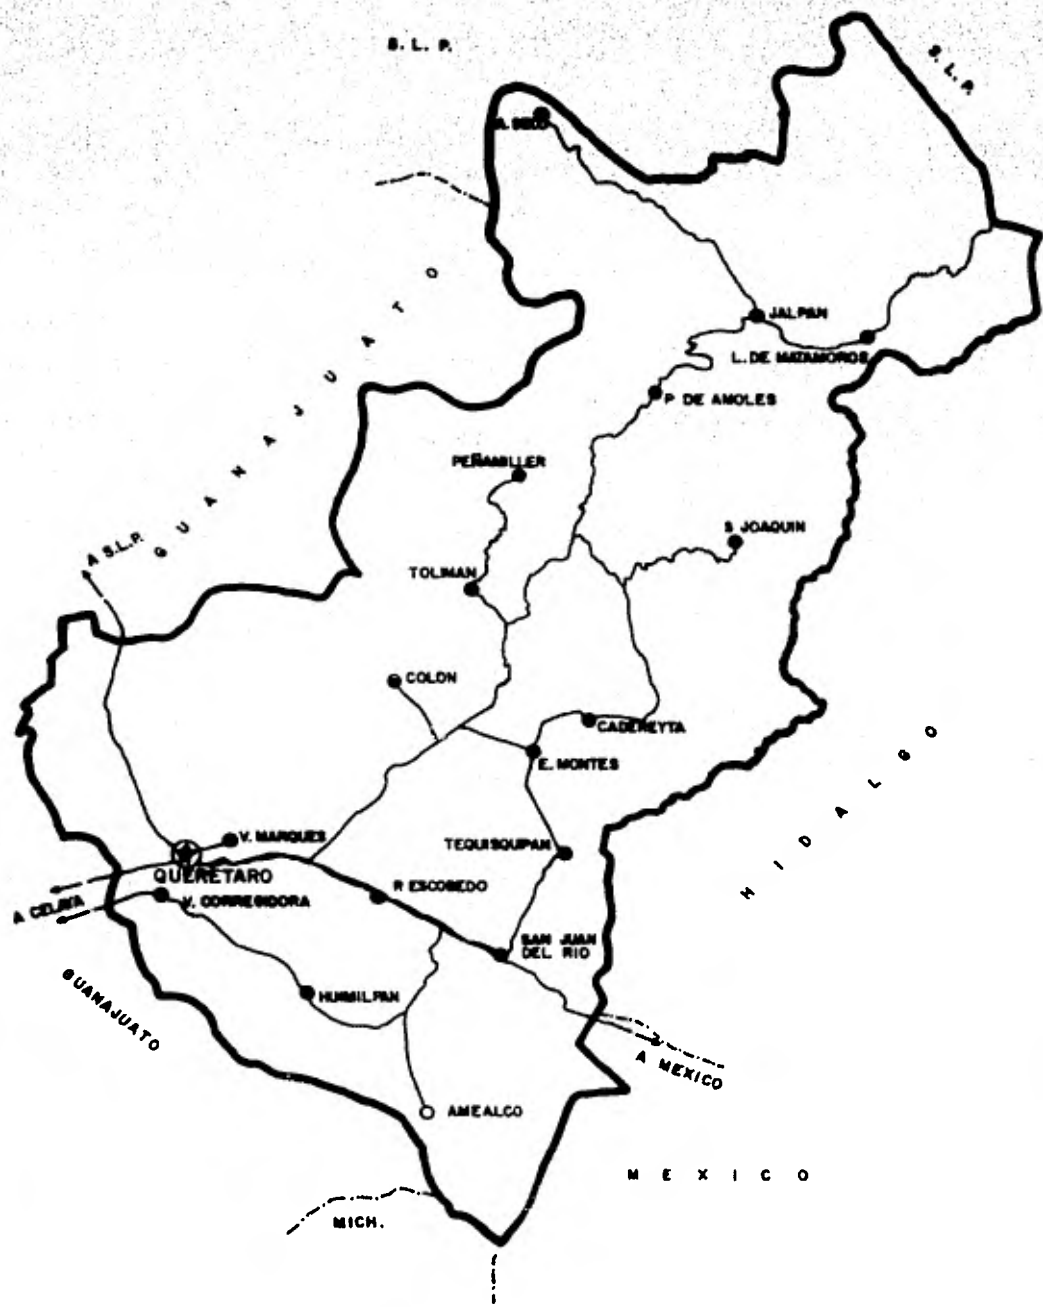 S. L. P.
S. L. P.
JALPAN
L. DE MATAMOROS
P. DE AMOLES
GUANAJUATO
PEÑAMILLER
S JOAQUIN
A S.L.P.
TOLIMAN
COLON
CADEREYTA
E. MONTES
HIDALGO
V. MARQUES
TEQUISQUIPAN
QUERETARO
P. ESCOBEDO
A CELAYA
V. CORREGIDORA
SAN JUAN
DEL RIO
HUIMILPAN
GUANAJUATO
A MEXICO
AMEALCO
MEXICO
MICH.